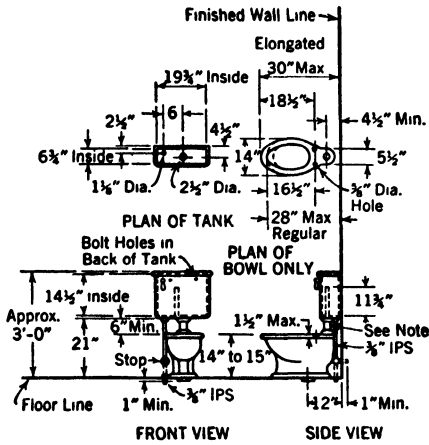 Finished Wall Line
Elongated
30" Max
19¾" Inside
18½"
6
2½"
4½"
4½" Min.
6¾" Inside
14"
5½"
1⅛" Dia.
2½" Dia.
16½"
⅝" Dia.
Hole
PLAN OF TANK
28" Max
Regular
Bolt Holes in
Back of Tank
PLAN OF
BOWL ONLY
8"
8"
14½" Inside
11¾"
Approx.
3'-0"
6" Min.
1½" Max.
See Note
21"
⅜" IPS
Stop
14" to 15"
Floor Line
1" Min.
⅜" IPS
12"
1" Min.
FRONT VIEW
SIDE VIEW